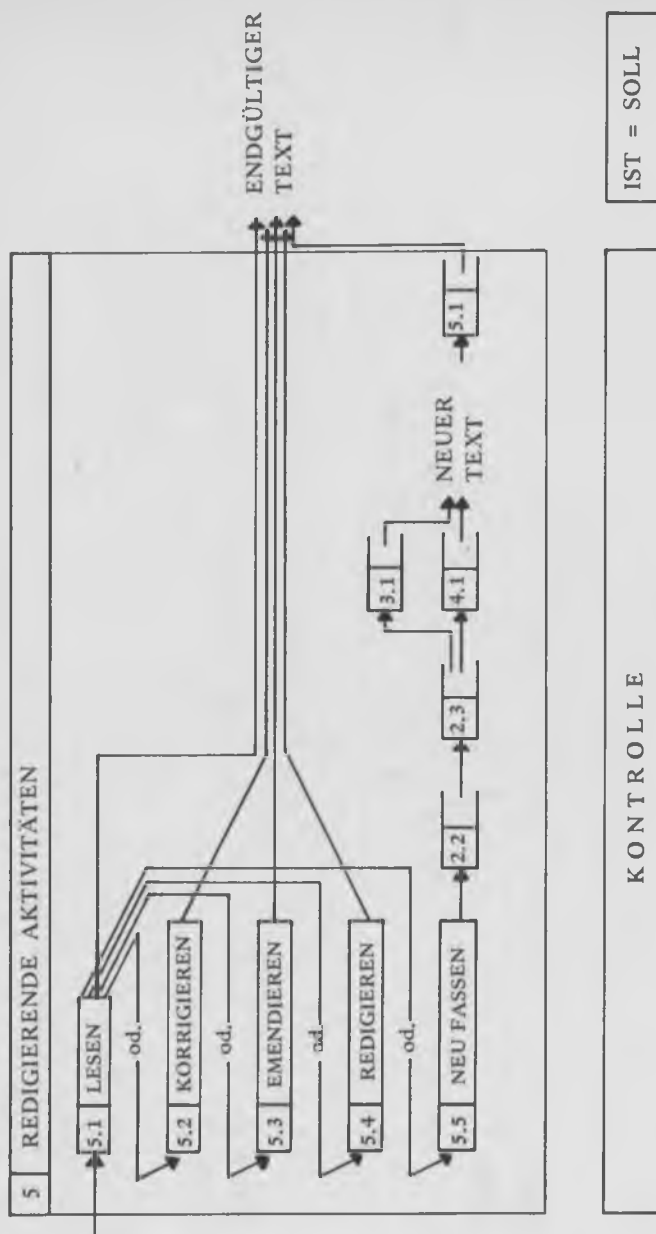 5 REDIGIERENDE AKTIVITÄTEN
5.1 LESEN
od.
5.2 KORRIGIEREN
od.
5.3 EMENDIEREN
od.
5.4 REDIGIEREN
od.
5.5 NEU FASSEN
2.2
2.3
3.1
4.1
NEUER
TEXT
5.1
ENDGÜLTIGER
TEXT
KONTROLLE
IST = SOLL